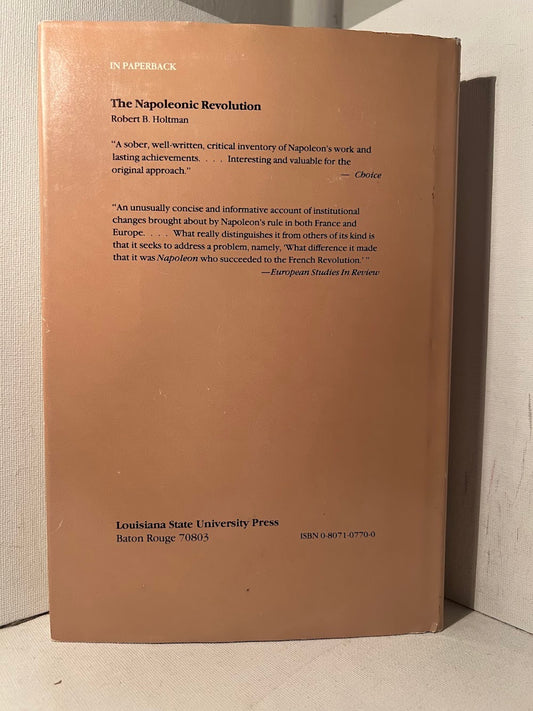 IN PAPERBACK
The Napoleonic Revolution
Robert B. Holtman
"A sober, well-written, critical inventory of Napoleon's work and
lasting achievements. . . . Interesting and valuable for the
original approach."
— Choice
"An unusually concise and informative account of institutional
changes brought about by Napoleon's rule in both France and
Europe. . . . What really distinguishes it from others of its kind is
that it seeks to address a problem, namely, 'What difference it made
that it was Napoleon who succeeded to the French Revolution.' "
—European Studies In Review
Louisiana State University Press
Baton Rouge 70803
ISBN 0-8071-0770-0